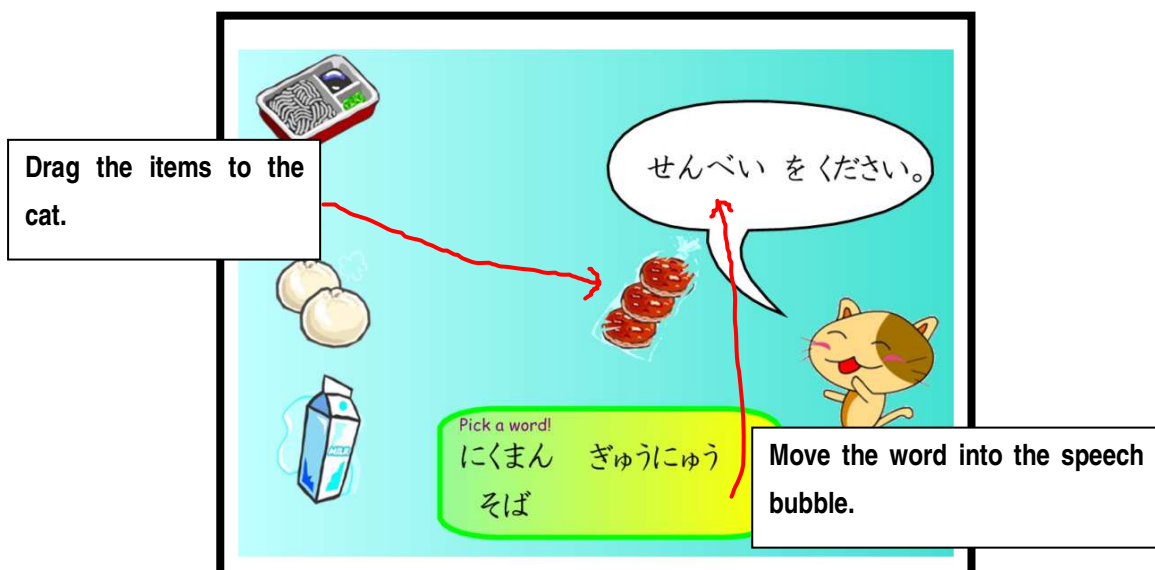 Drag the items to the
cat.
せんべい をください。
MILK
Pick a word!
にくまん ぎゅうにゅう
そば
Move the word into the speech
bubble.